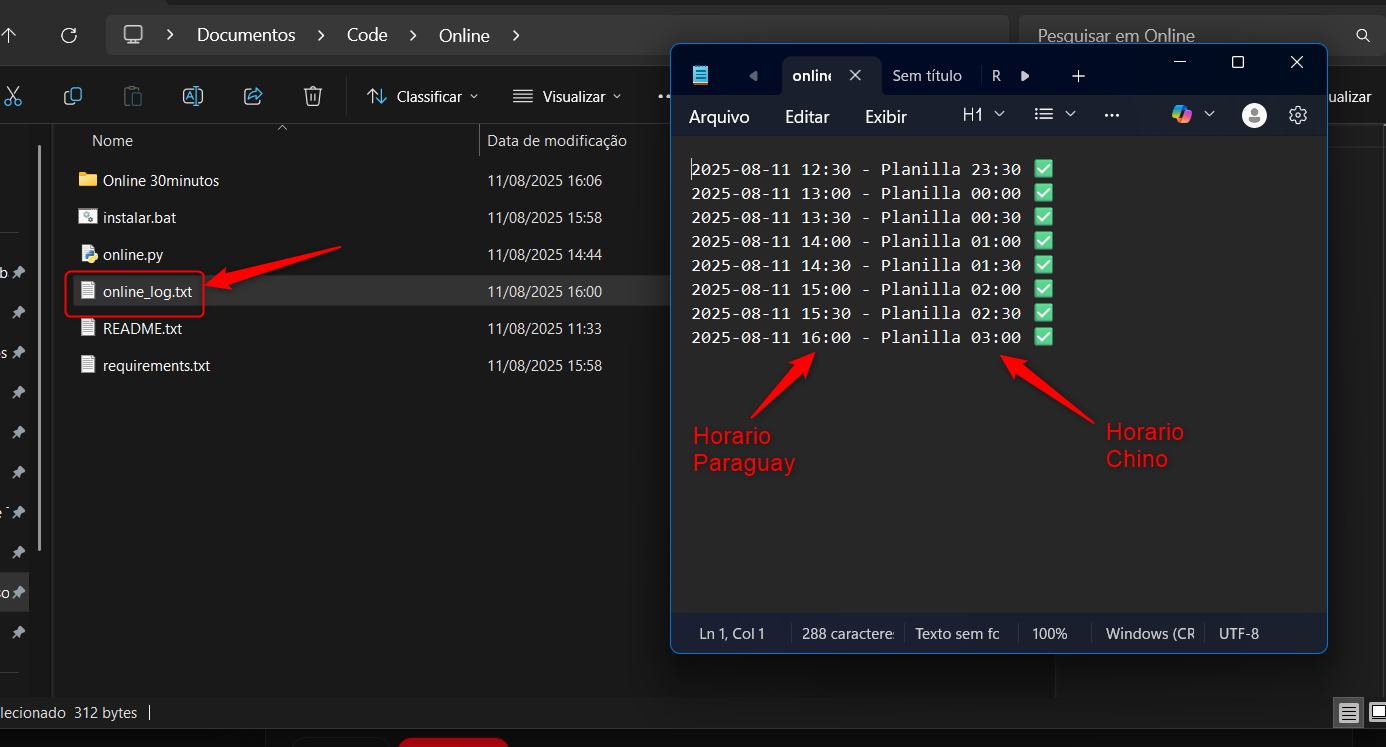 Documentos
Code
Online
Pesquisar em Online
Classificar
Visualizar
ualizar
Nome
Data de modificação
Online 30minutos
11/08/2025 16:06
instalar.bat
11/08/2025 15:58
online.py
11/08/2025 14:44
online_log.txt
11/08/2025 16:00
README.txt
11/08/2025 11:33
requirements.txt
11/08/2025 15:58
lecionado 312 bytes
online
Sem título
R
Arquivo
Editar
Exibir
H1
2025-08-11 12:30 - Planilla 23:30 ✅
2025-08-11 13:00 - Planilla 00:00 ✅
2025-08-11 13:30 - Planilla 00:30 ✅
2025-08-11 14:00 - Planilla 01:00 ✅
2025-08-11 14:30 - Planilla 01:30 ✅
2025-08-11 15:00 - Planilla 02:00 ✅
2025-08-11 15:30 - Planilla 02:30 ✅
2025-08-11 16:00 - Planilla 03:00 ✅
Horario
Paraguay
Horario
Chino
Ln 1, Col 1
288 caractere
Texto sem fc
100%
Windows (CR
UTF-8